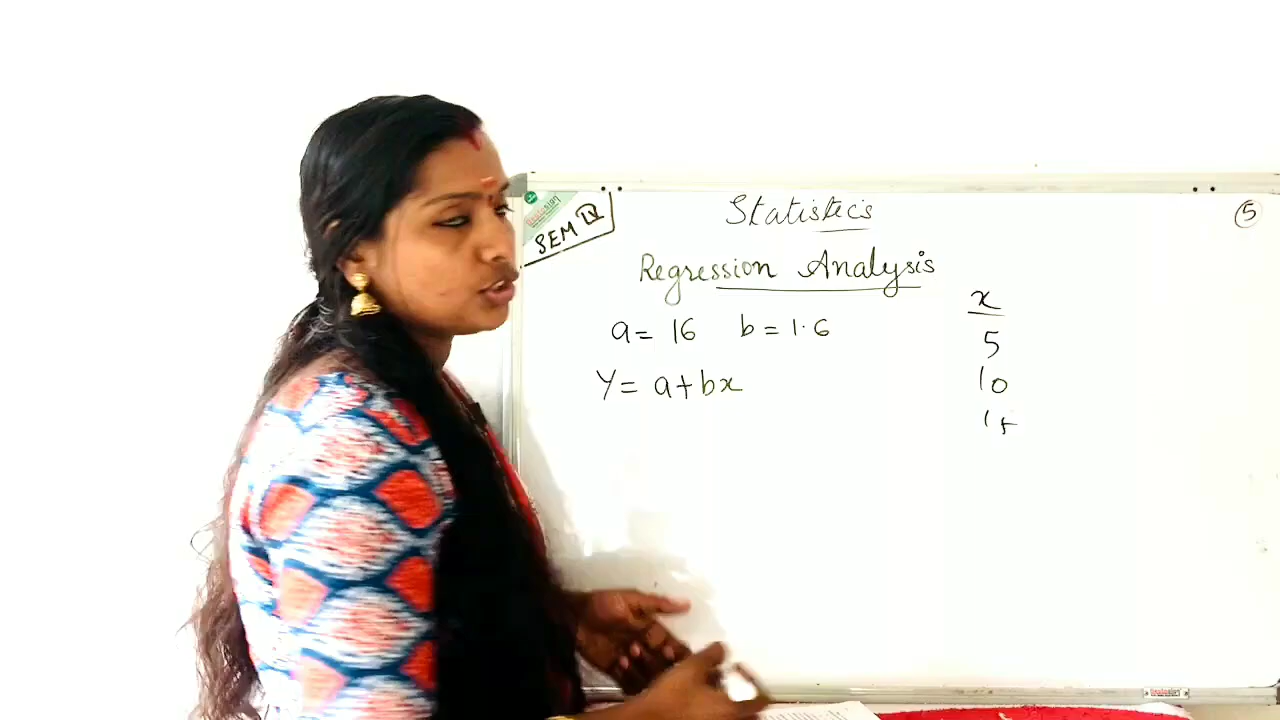 Statistics
5
SEM IV
Regression Analysis
x
a = 16 b = 1.6
5
Y = a + bx
10
15